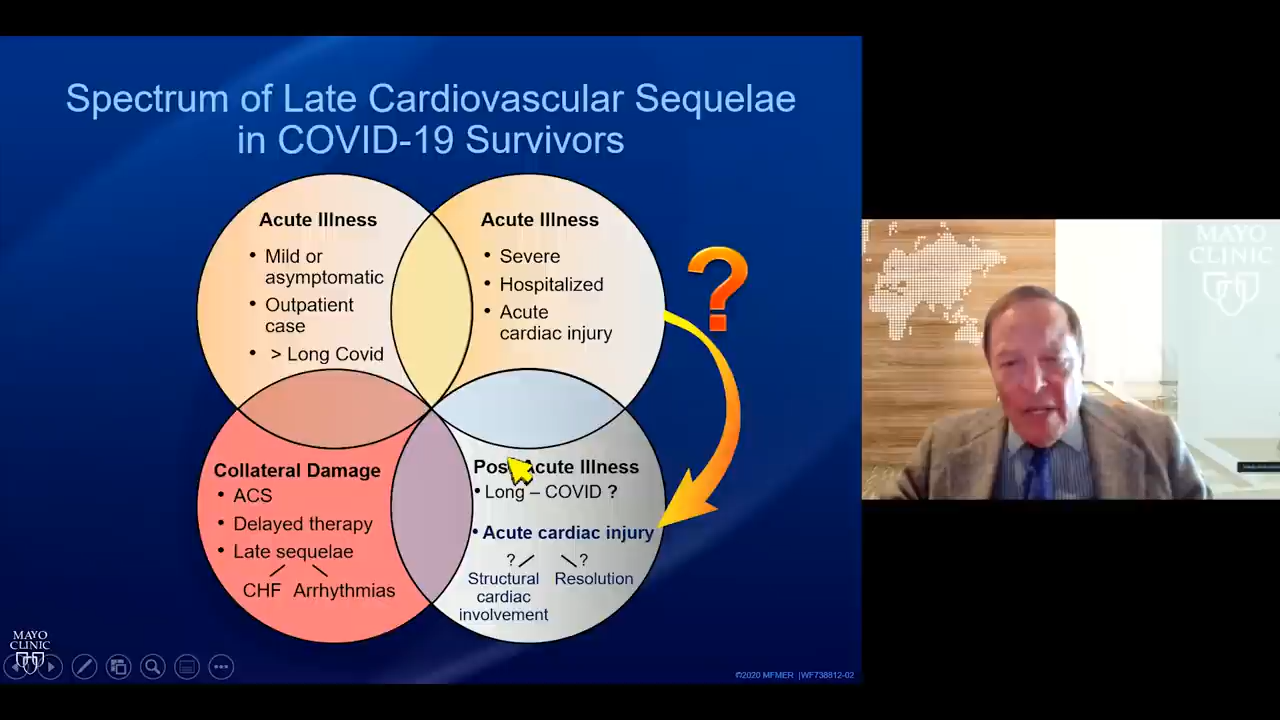 Spectrum of Late Cardiovascular Sequelae
in COVID-19 Survivors
Acute Illness
• Mild or
asymptomatic
• Outpatient
case
• > Long Covid
Acute Illness
• Severe
• Hospitalized
• Acute
cardiac injury
?
Collateral Damage
• ACS
• Delayed therapy
• Late sequelae
CHF Arrhythmias
Acute Illness
• Long – COVID ?
• Acute cardiac injury
? ?
Structural
cardiac
involvement
Resolution
MAYO
CLINIC
©2020 MFMER |WF738812-02
MAYO
CLINIC